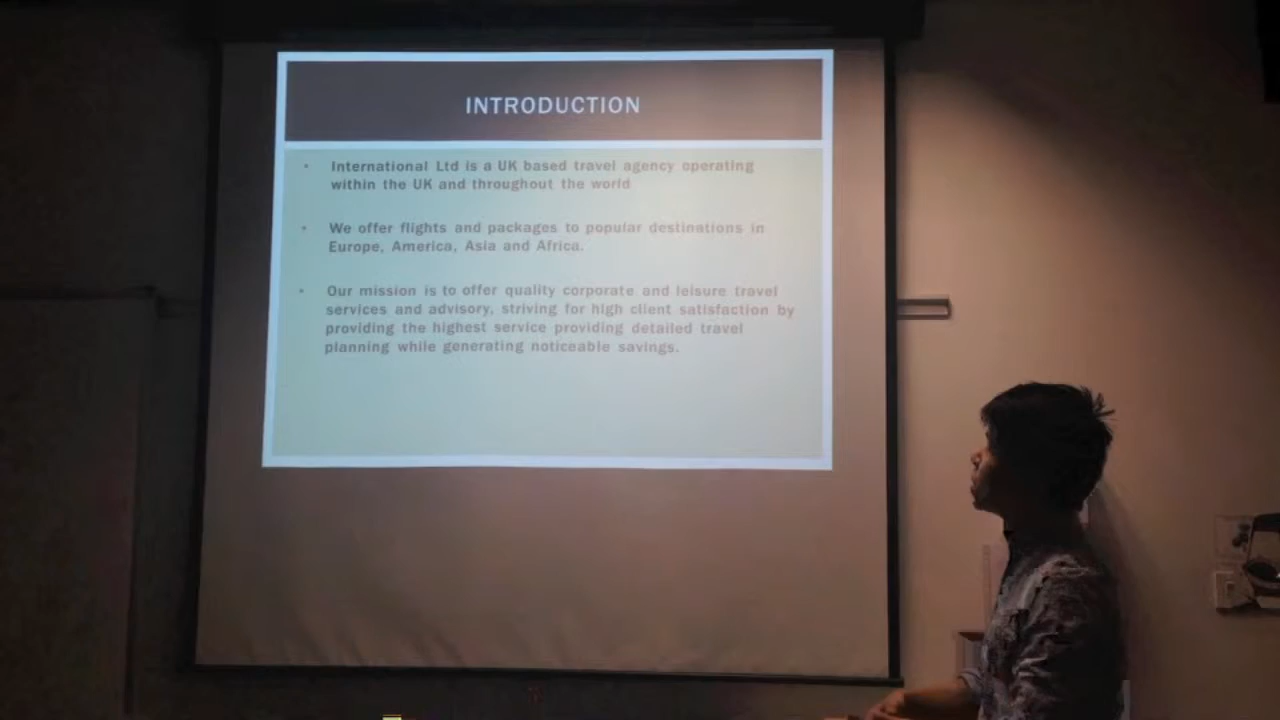 INTRODUCTION
• International Ltd is a UK based travel agency operating
within the UK and throughout the world
• We offer flights and packages to popular destinations in
Europe, America, Asia and Africa.
• Our mission is to offer quality corporate and leisure travel
services and advisory, striving for high client satisfaction by
providing the highest service providing detailed travel
planning while generating noticeable savings.